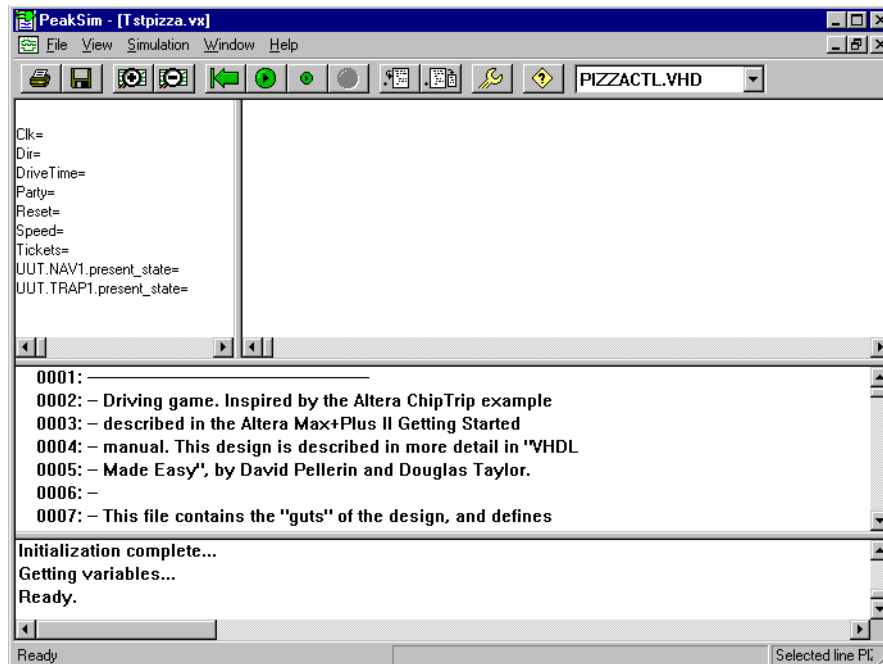 PeakSim - [Tstpizza.vx]
File View Simulation Window Help
PIZZACTL.VHD
Clk=
Dir=
DriveTime=
Party=
Reset=
Speed=
Tickets=
UUT.NAV1.present_state=
UUT.TRAP1.present_state=
0001: ————————————————
0002: – Driving game. Inspired by the Altera ChipTrip example
0003: – described in the Altera Max+Plus II Getting Started
0004: – manual. This design is described in more detail in "VHDL
0005: – Made Easy", by David Pellerin and Douglas Taylor.
0006: –
0007: – This file contains the "guts" of the design, and defines
Initialization complete...
Getting variables...
Ready.
Ready
Selected line